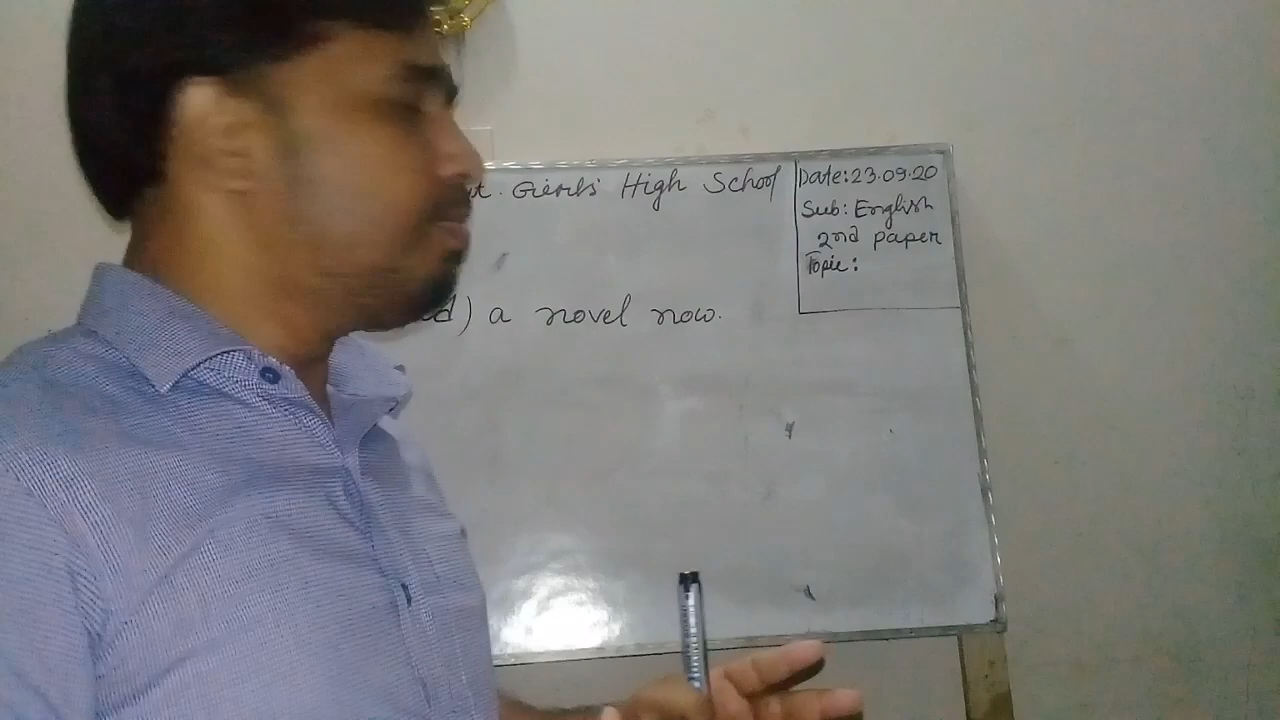 Girls' High School
Date: 23.09.20
Sub: English
2nd paper
Topic:
a novel now.